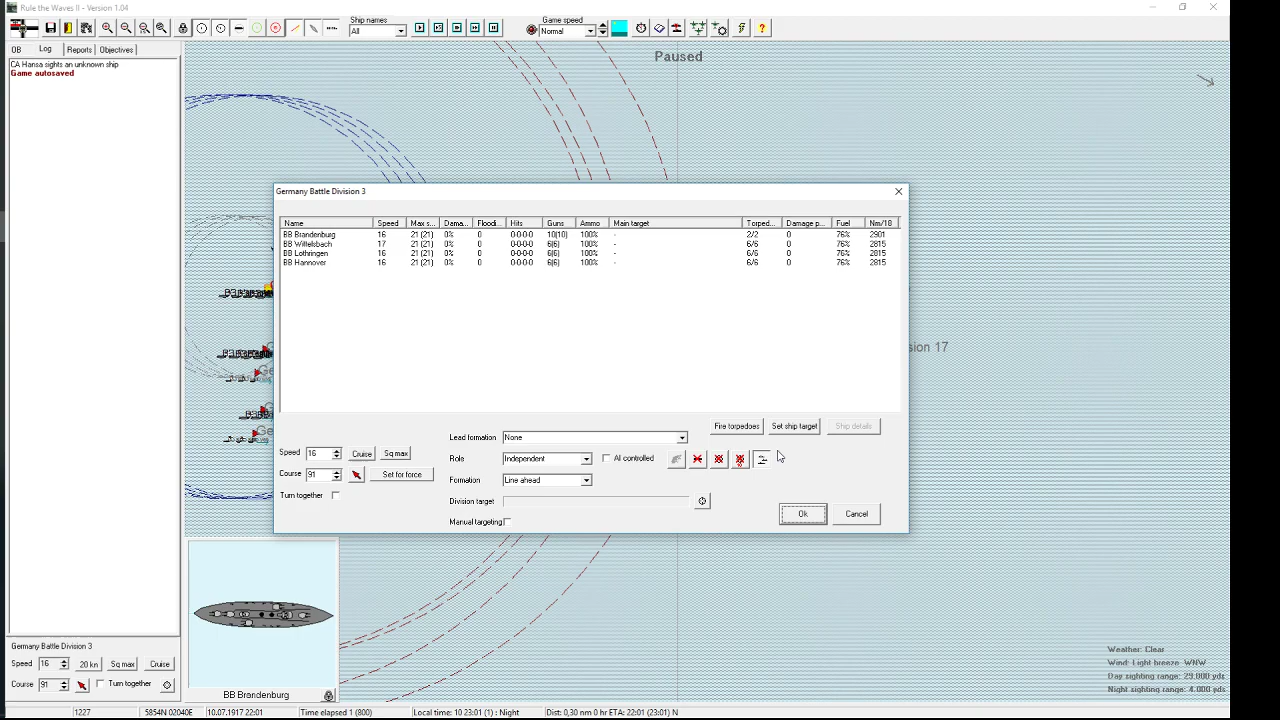 Rule the Waves II - Version 1.04
Ship names
All
Game speed
Normal
OB Log Reports Objectives
CA Hansa sights an unknown ship
Game autosaved
Paused
Germany Battle Division 3
Name Speed Max s... Dama... Floodi... Hits Guns Ammo Main target Torped... Damage p... Fuel Nm/18
BB Brandenburg 16 21 (21) 0% 0 0-0-0-0 10(10) 100% - 2/2 0 76% 2901
BB Wittelsbach 17 21 (21) 0% 0 0-0-0-0 6(6) 100% - 6/6 0 76% 2815
BB Lothringen 16 21 (21) 0% 0 0-0-0-0 6(6) 100% - 6/6 0 76% 2815
BB Hannover 16 21 (21) 0% 0 0-0-0-0 6(6) 100% - 6/6 0 76% 2815
sion 17
Fire torpedoes Set ship target Ship details
Lead formation None
Speed 16 Cruise Sq max
Role Independent AI controlled
Course 91 Set for force
Formation Line ahead
Turn together
Division target
Manual targeting
Ok Cancel
BB Brandenburg
Germany Battle Division 3
Speed 16 20 kn Sq max Cruise
Course 91 Turn together
Weather: Clear
Wind: Light breeze WNW
Day sighting range: 29.000 yds
Night sighting range: 4.000 yds
1227 5854N 02040E 10.07.1917 22:01 Time elapsed 1 (800) Local time: 10 23:01 (1) : Night Dist: 0,30 nm 0 hr ETA: 22:01 (23:01) N